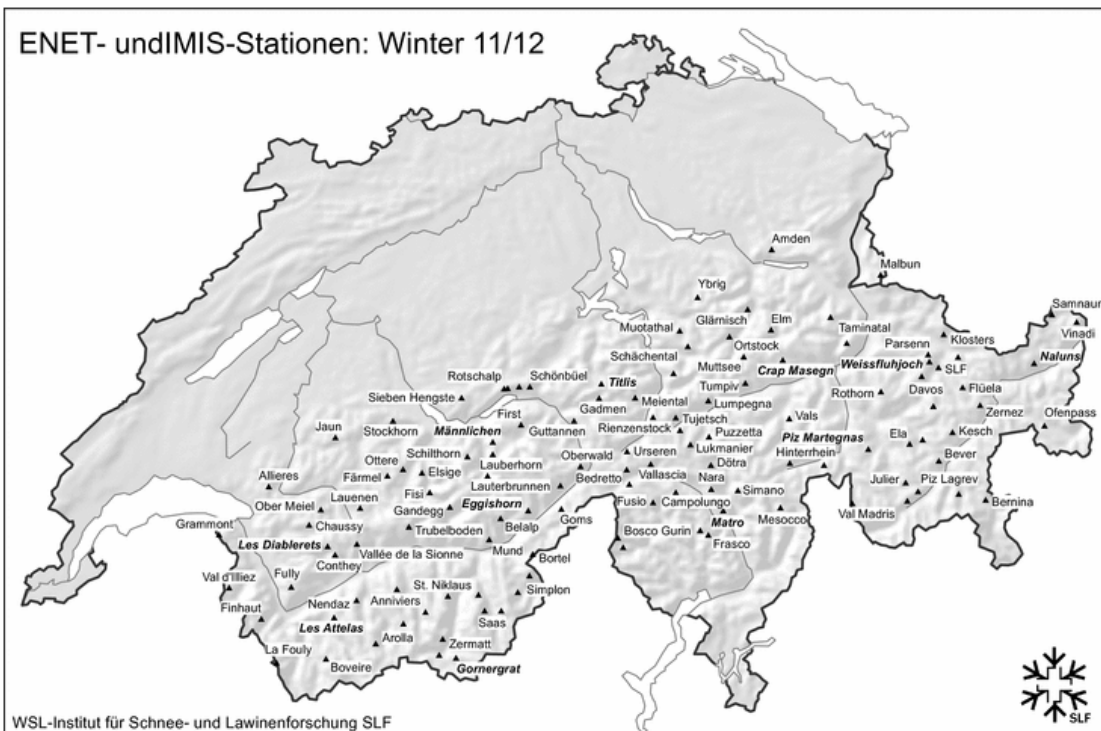 ENET- undIMIS-Stationen: Winter 11/12
Amden
Malbun
Ybrig
Samnaun
Glärnisch
Elm
Muotathal
Taminatal
Vinadi
Ortstock
Klosters
Parsenn
Schächental
Muttsee
Crap Masegn
Weissfluhjoch
Naluns
SLF
Rotschalp
Schönbüel
Titlis
Tumpiv
Davos
Flüela
Sieben Hengste
Meiental
Lumpegna
Rothorn
Gadmen
First
Zernez
Ofenpass
Jaun
Stockhorn
Männlichen
Guttannen
Rienzenstock
Tujetsch
Vals
Puzzetta
Piz Martegnas
Ela
Kesch
Schilthorn
Lauberhorn
Oberwald
Urseren
Lukmanier
Hinterrhein
Bever
Ottere
Elsige
Dötra
Allieres
Färmel
Lauterbrunnen
Bedretto
Vallascia
Nara
Julier
Piz Lagrev
Fisi
Eggishorn
Simano
Lauenen
Ober Meiel
Gandegg
Fusio
Campolungo
Mesocco
Val Madris
Bernina
Grammont
Chaussy
Trubelboden
Belalp
Goms
Matro
Bosco Gurin
Frasco
Les Diablerets
Mund
Vallée de la Sionne
Bortel
Conthey
Val d'Illiez
Fully
St. Niklaus
Simplon
Finhaut
Nendaz
Anniviers
Saas
Les Attelas
Arolla
Zermatt
La Fouly
Boveire
Gornergrat
WSL-Institut für Schnee- und Lawinenforschung SLF
SLF